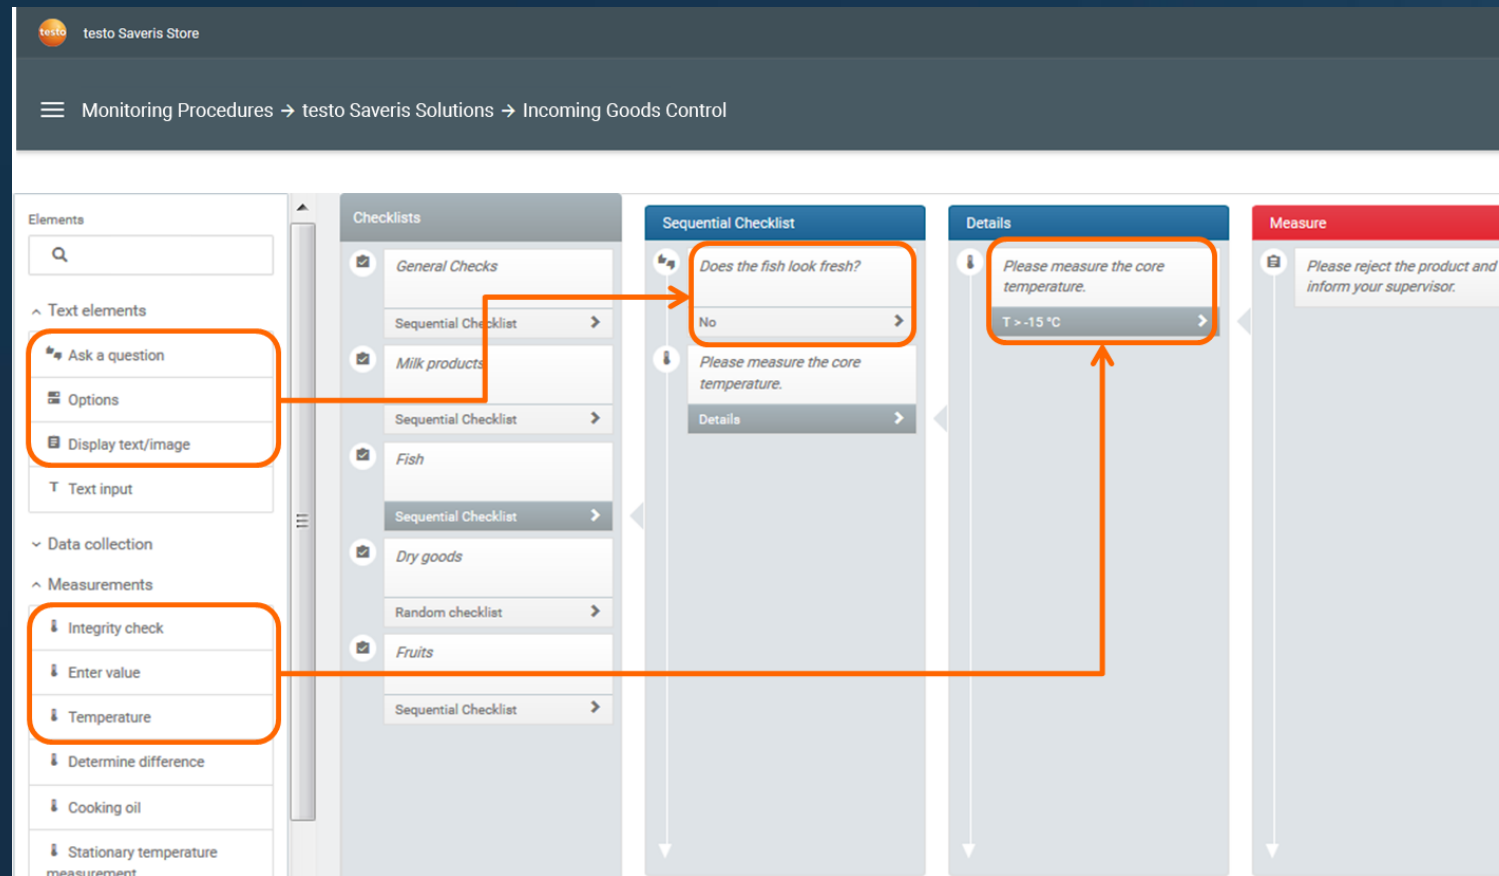 testo
testo Saveris Store
Monitoring Procedures → testo Saveris Solutions → Incoming Goods Control
Elements
Text elements
Ask a question
Options
Display text/image
T Text input
Data collection
Measurements
Integrity check
Enter value
Temperature
Determine difference
Cooking oil
Stationary temperature
measurement
Checklists
General Checks
Sequential Checklist
Milk products
Sequential Checklist
Fish
Sequential Checklist
Dry goods
Random checklist
Fruits
Sequential Checklist
Sequential Checklist
Does the fish look fresh?
No
Please measure the core
temperature.
Details
Details
Please measure the core
temperature.
T > -15 °C
Measure
Please reject the product and
inform your supervisor.